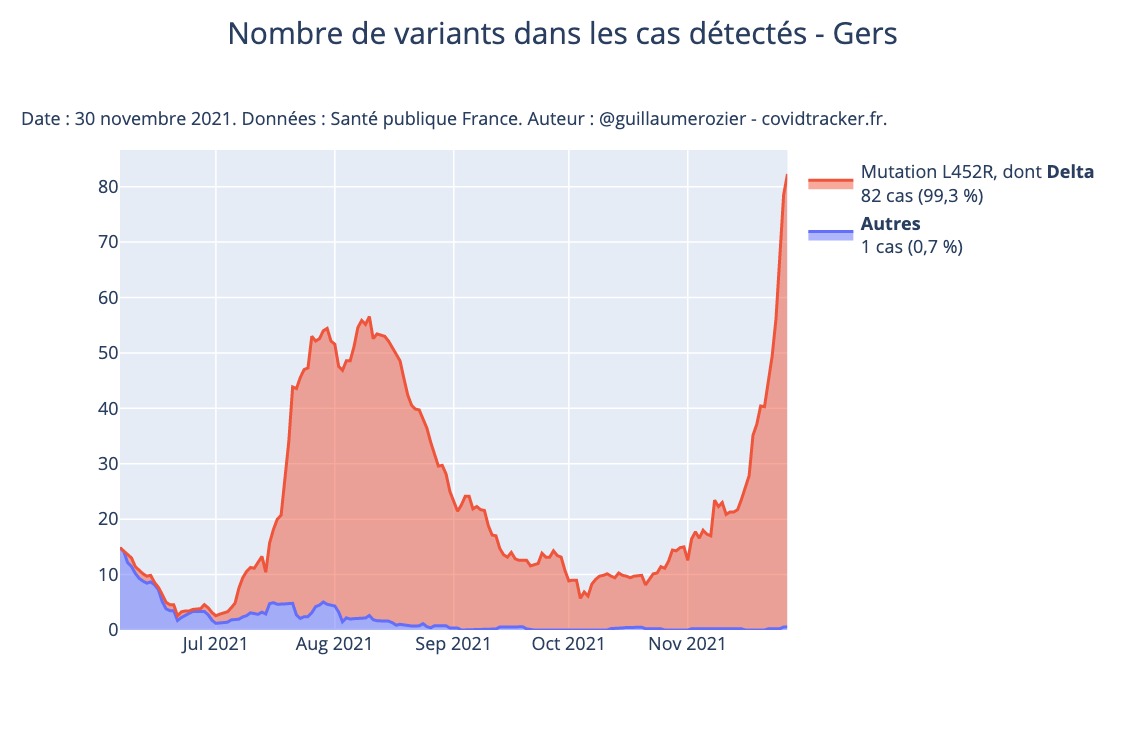 Nombre de variants dans les cas détectés - Gers
Date : 30 novembre 2021. Données : Santé publique France. Auteur : @guillaumerozier - covidtracker.fr.
Mutation L452R, dont Delta
82 cas (99,3 %)
Autres
1 cas (0,7 %)
80
70
60
50
40
30
20
10
0
Jul 2021 Aug 2021 Sep 2021 Oct 2021 Nov 2021